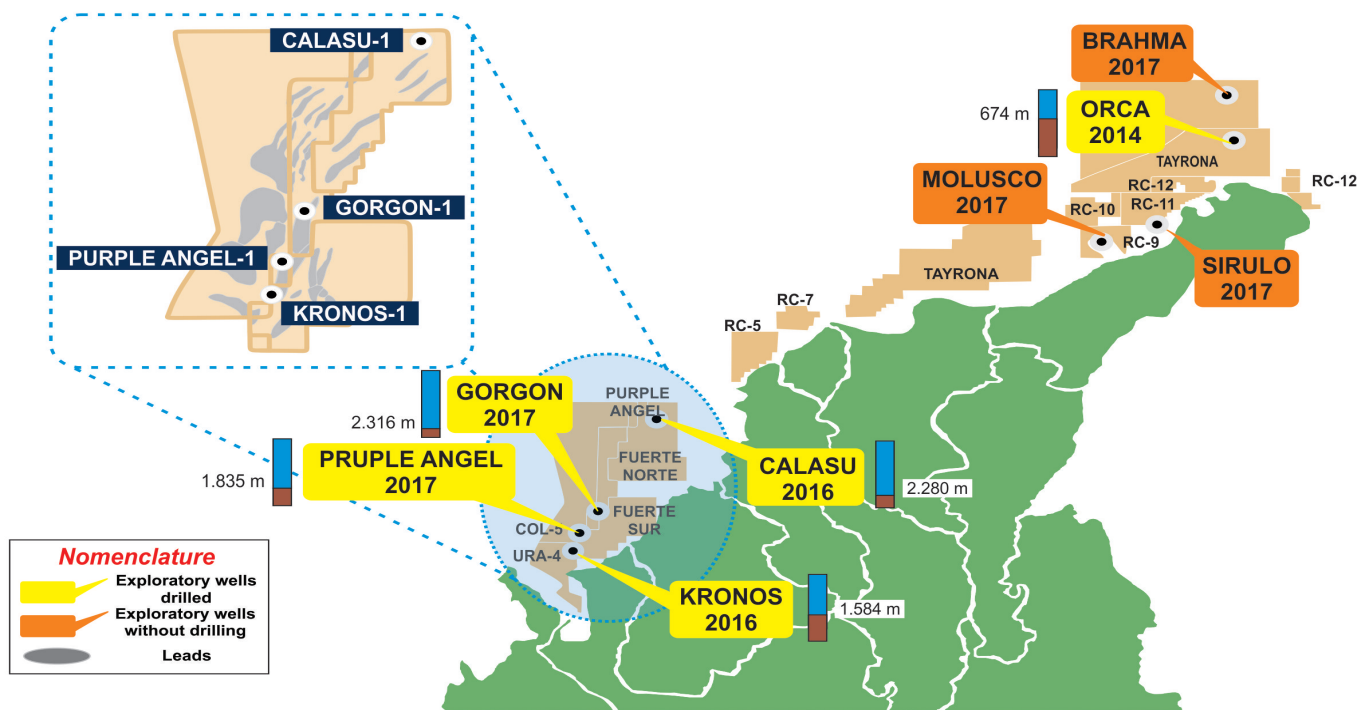 CALASU-1
GORGON-1
PURPLE ANGEL-1
KRONOS-1
BRAHMA
2017
674 m
ORCA
2014
TAYRONA
MOLUSCO
2017
RC-12
RC-12
RC-10
RC-11
RC-9
SIRULO
2017
TAYRONA
RC-7
RC-5
GORGON
2017
2.316 m
PURPLE
ANGEL
PRUPLE ANGEL
2017
1.835 m
FUERTE
NORTE
CALASU
2016
2.280 m
FUERTE
SUR
COL-5
URA-4
KRONOS
2016
1.584 m
Nomenclature
Exploratory wells
drilled
Exploratory wells
without drilling
Leads